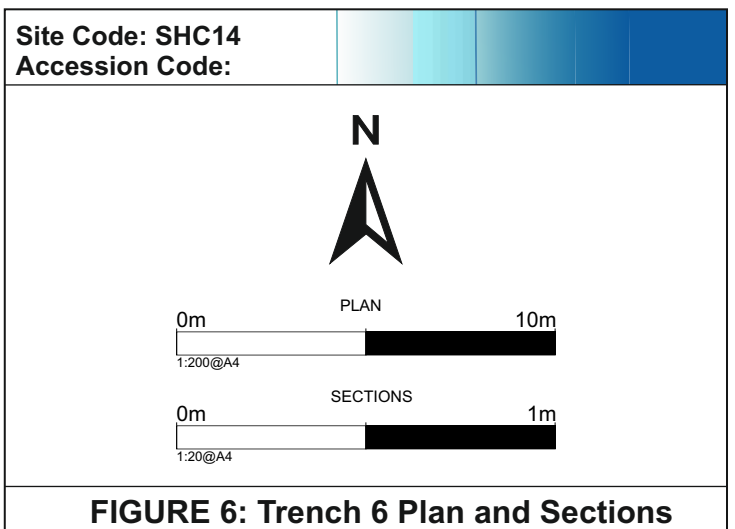 Site Code: SHC14
Accession Code:
N
PLAN
0m 10m
1:200@A4
SECTIONS
0m 1m
1:20@A4
FIGURE 6: Trench 6 Plan and Sections